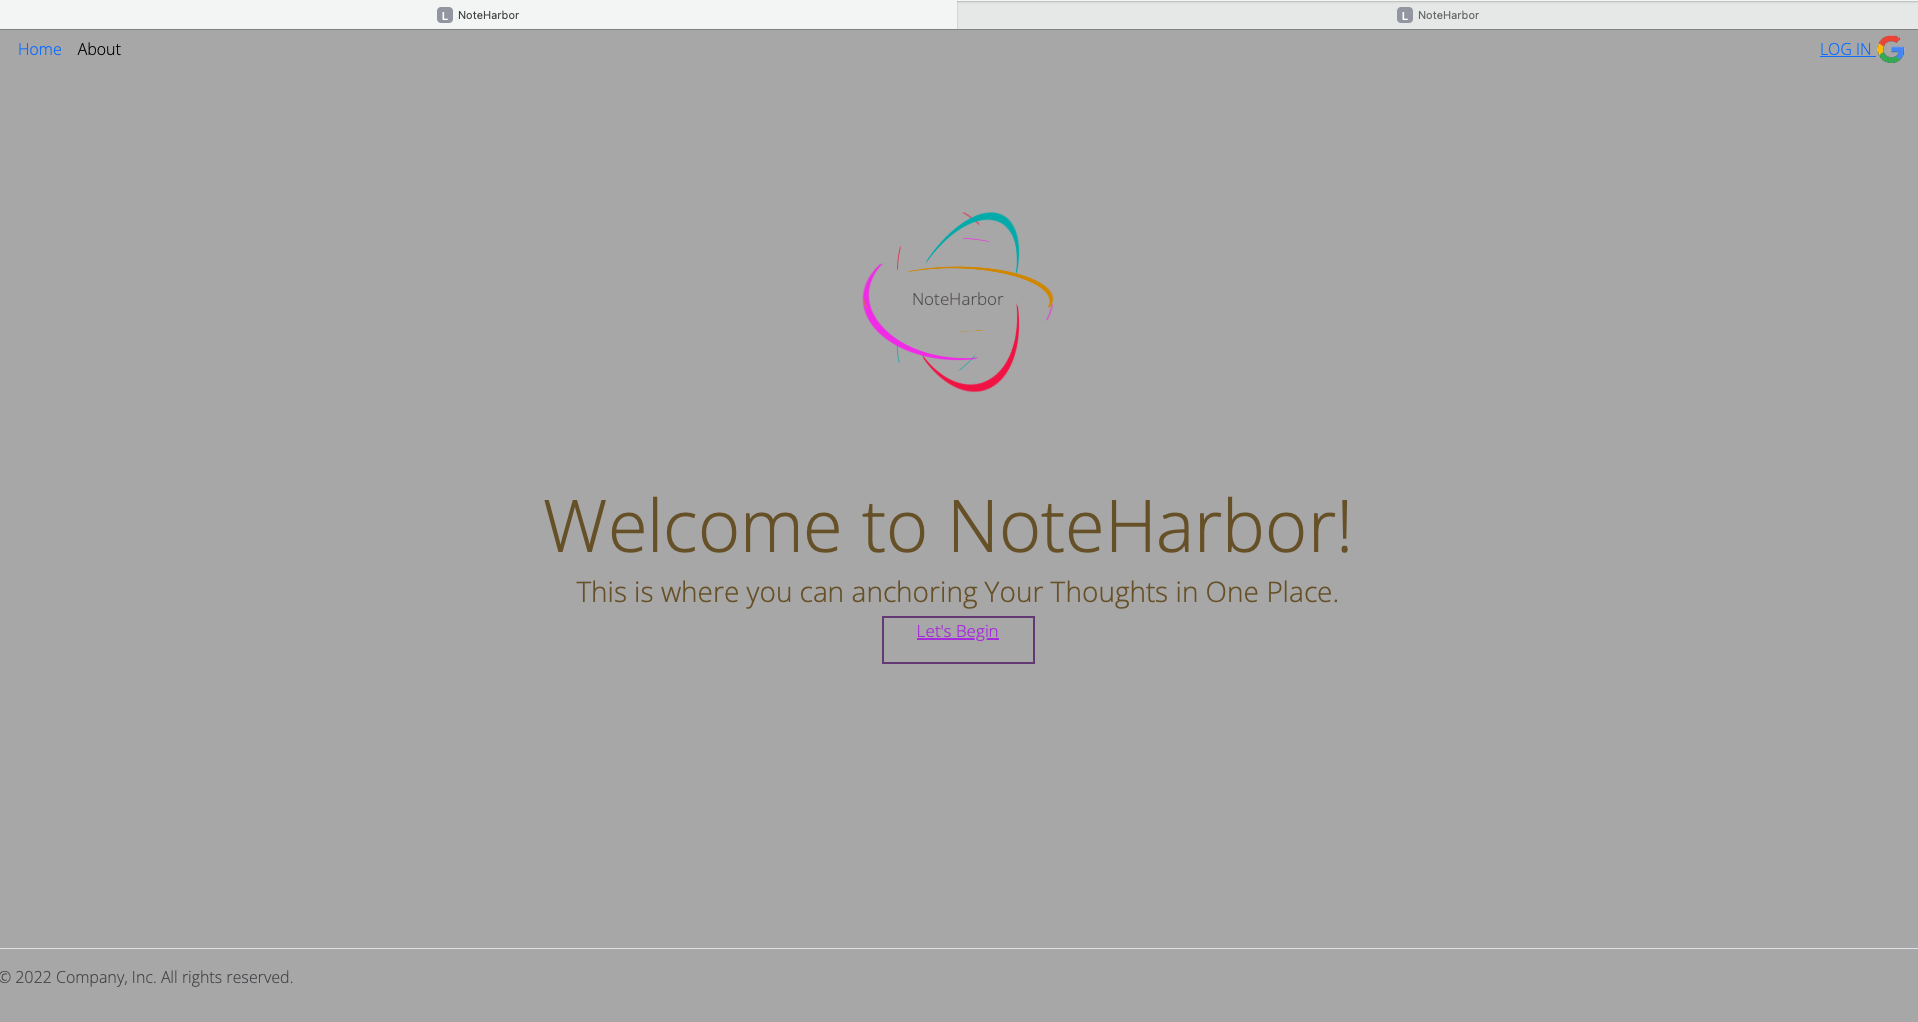 L NoteHarbor
L NoteHarbor
Home About
LOG IN
NoteHarbor
Welcome to NoteHarbor!
This is where you can anchoring Your Thoughts in One Place.
Let's Begin
© 2022 Company, Inc. All rights reserved.